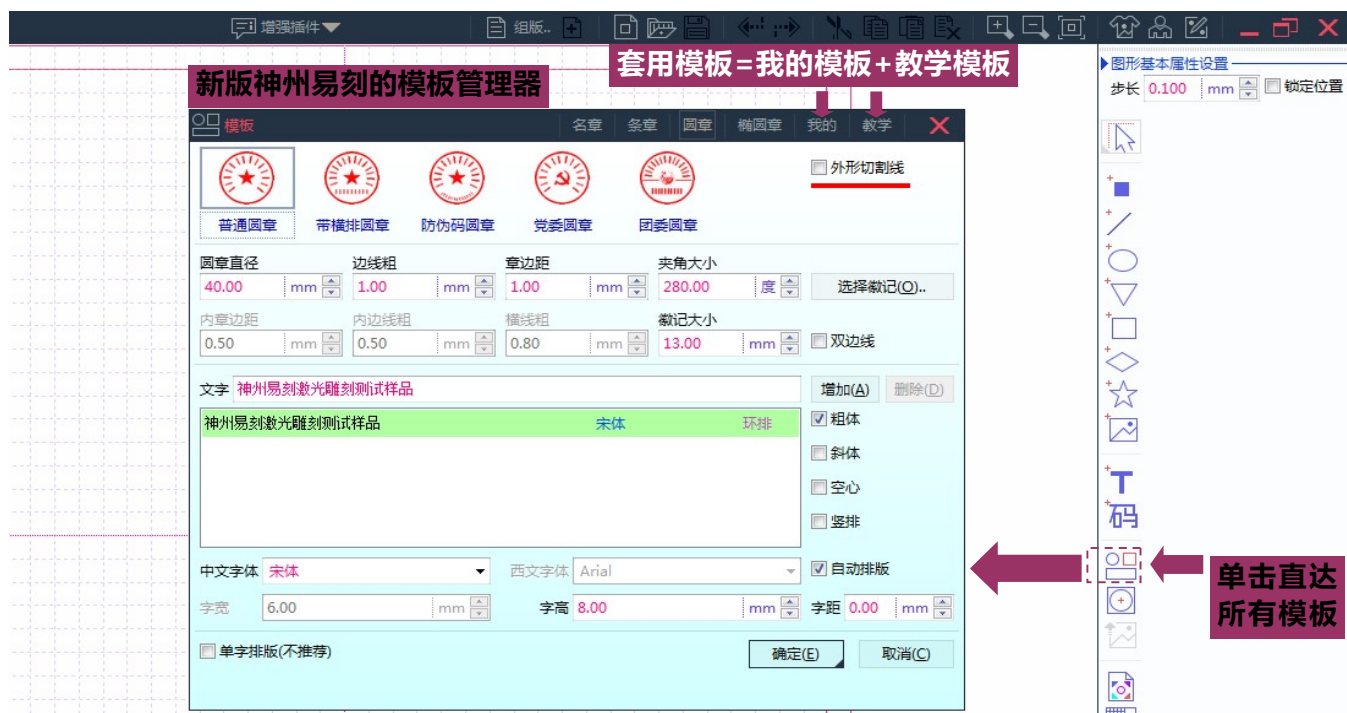 增强插件
组版..
套用模板=我的模板+教学模板
新版神州易刻的模板管理器
图形基本属性设置
步长 0.100 mm 锁定位置
模板 名章 条章 圆章 椭圆章 我的 教学
外形切割线
普通圆章 带横排圆章 防伪码圆章 党委圆章 团委圆章
圆章直径 边线粗 章边距 夹角大小
40.00 mm 1.00 mm 1.00 mm 280.00 度 选择徽记(O)..
内章边距 内边线粗 横线粗 徽记大小
0.50 mm 0.50 mm 0.80 mm 13.00 mm 双边线
文字 神州易刻激光雕刻测试样品 增加(A) 删除(D)
神州易刻激光雕刻测试样品 宋体 环排 粗体
斜体
空心
竖排
T
码
中文字体 宋体 西文字体 Arial 自动排版
字宽 6.00 mm 字高 8.00 mm 字距 0.00 mm
单击直达
所有模板
单字排版(不推荐) 确定(E) 取消(C)